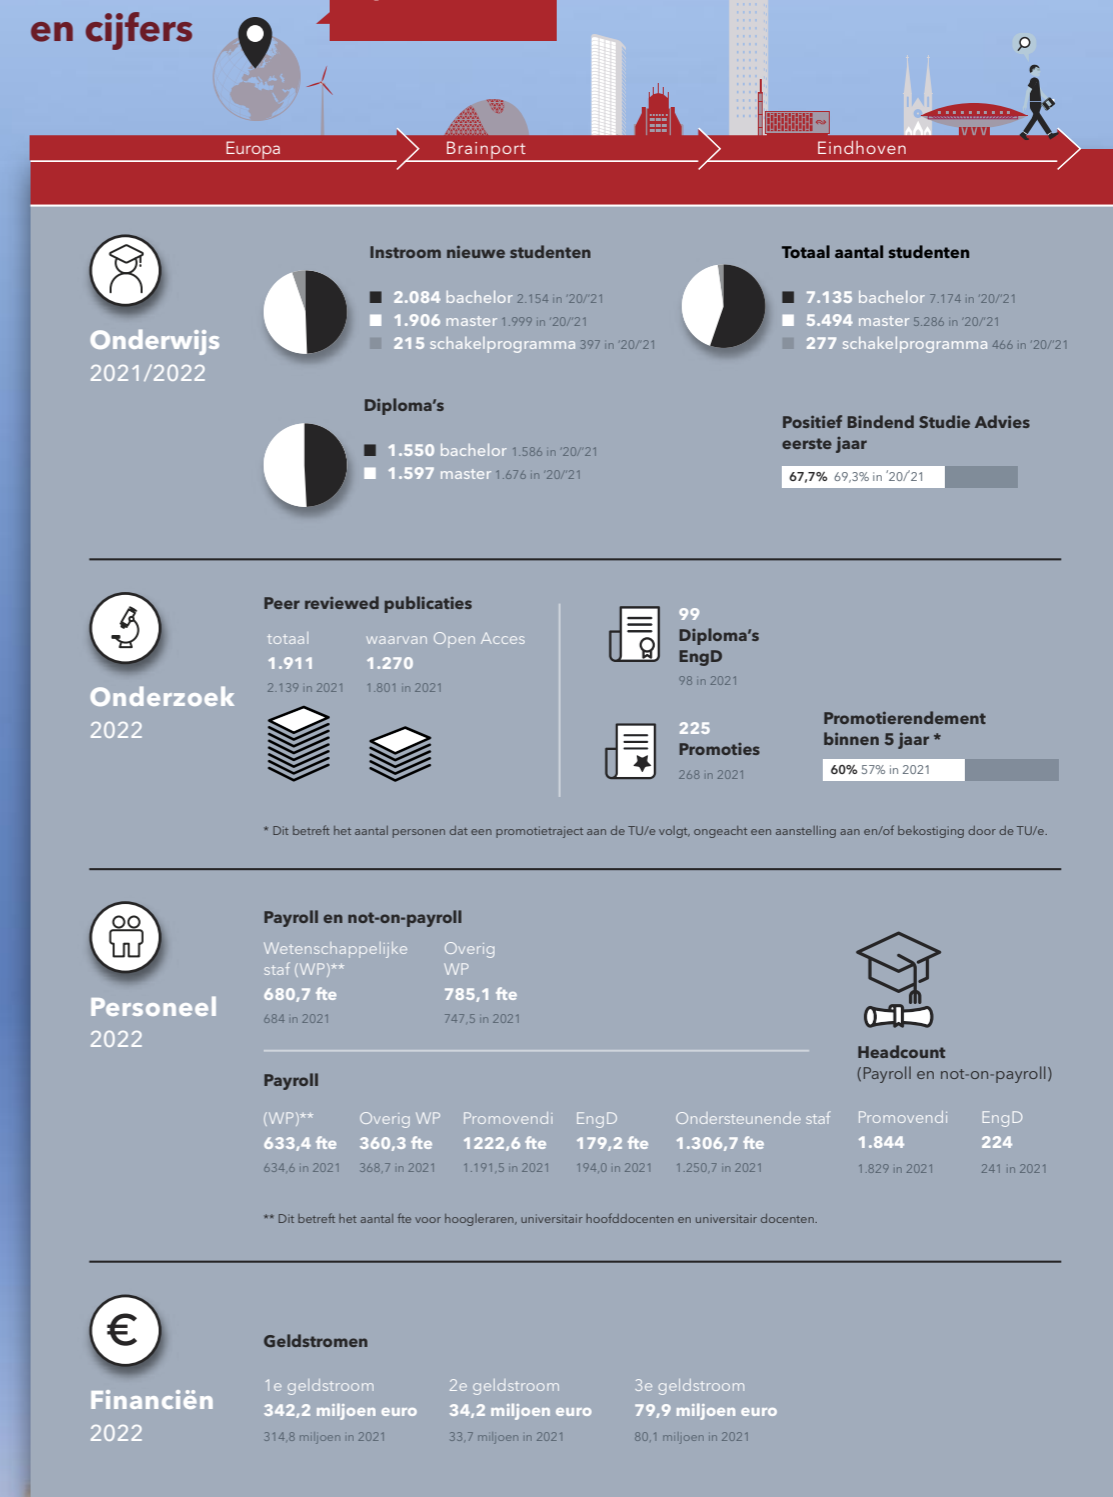 en cijfers
Europa
Brainport
Eindhoven
Onderwijs
2021/2022
Instroom nieuwe studenten
2.084 bachelor 2.154 in '20/'21
1.906 master 1.999 in '20/'21
215 schakelprogramma 397 in '20/'21
Totaal aantal studenten
7.135 bachelor 7.174 in '20/'21
5.494 master 5.286 in '20/'21
277 schakelprogramma 466 in '20/'21
Diploma's
1.550 bachelor 1.586 in '20/'21
1.597 master 1.676 in '20/'21
Positief Bindend Studie Advies
eerste jaar
67,7% 69,3% in '20/'21
Onderzoek
2022
Peer reviewed publicaties
totaal
1.911
2.139 in 2021
waarvan Open Acces
1.270
1.801 in 2021
99
Diploma's
EngD
98 in 2021
225
Promoties
268 in 2021
Promotierendement
binnen 5 jaar *
60% 57% in 2021
* Dit betreft het aantal personen dat een promotietraject aan de TU/e volgt, ongeacht een aanstelling aan en/of bekostiging door de TU/e.
Personeel
2022
Payroll en not-on-payroll
Wetenschappelijke
staf (WP)**
680,7 fte
684 in 2021
Overig
WP
785,1 fte
747,5 in 2021
Payroll
(WP)**
633,4 fte
634,6 in 2021
Overig WP
360,3 fte
368,7 in 2021
Promovendi
1222,6 fte
1.191,5 in 2021
EngD
179,2 fte
194,0 in 2021
Ondersteunende staf
1.306,7 fte
1.250,7 in 2021
Headcount
(Payroll en not-on-payroll)
Promovendi
1.844
1.829 in 2021
EngD
224
241 in 2021
** Dit betreft het aantal fte voor hoogleraren, universitair hoofddocenten en universitair docenten.
€
Financiën
2022
Geldstromen
1e geldstroom
342,2 miljoen euro
314,8 miljoen in 2021
2e geldstroom
34,2 miljoen euro
33,7 miljoen in 2021
3e geldstroom
79,9 miljoen euro
80,1 miljoen in 2021